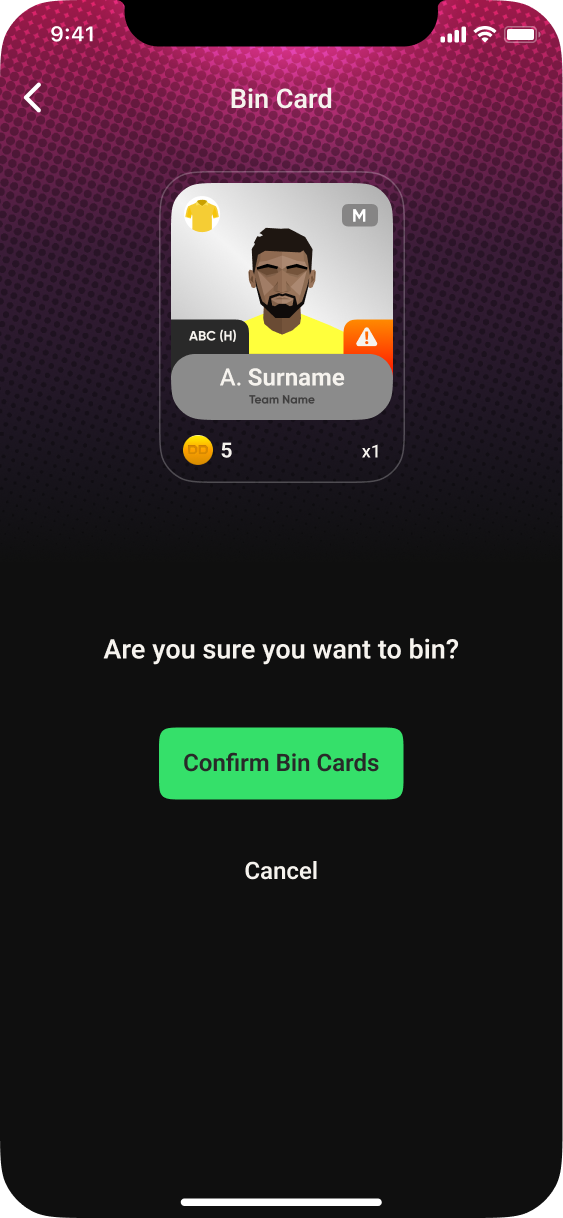 9:41
Bin Card
M
ABC (H)
A. Surname
Team Name
5
x1
Are you sure you want to bin?
Confirm Bin Cards
Cancel